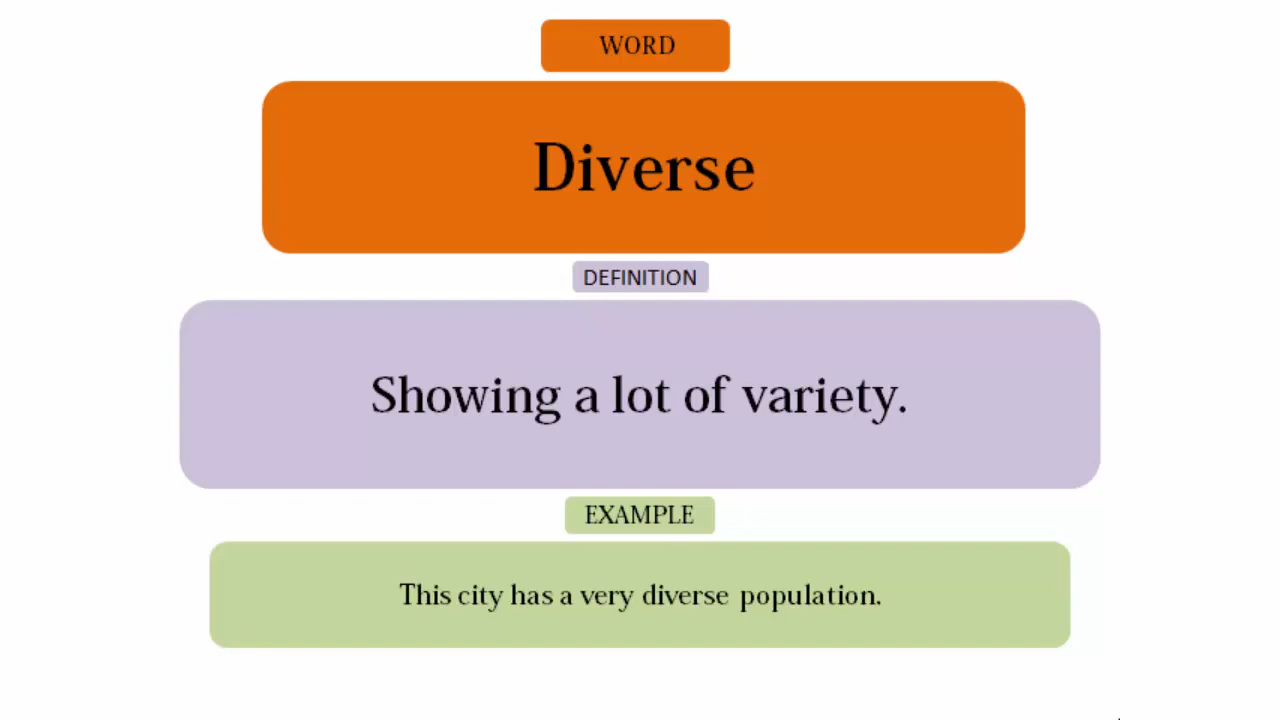 WORD
Diverse
DEFINITION
Showing a lot of variety.
EXAMPLE
This city has a very diverse population.